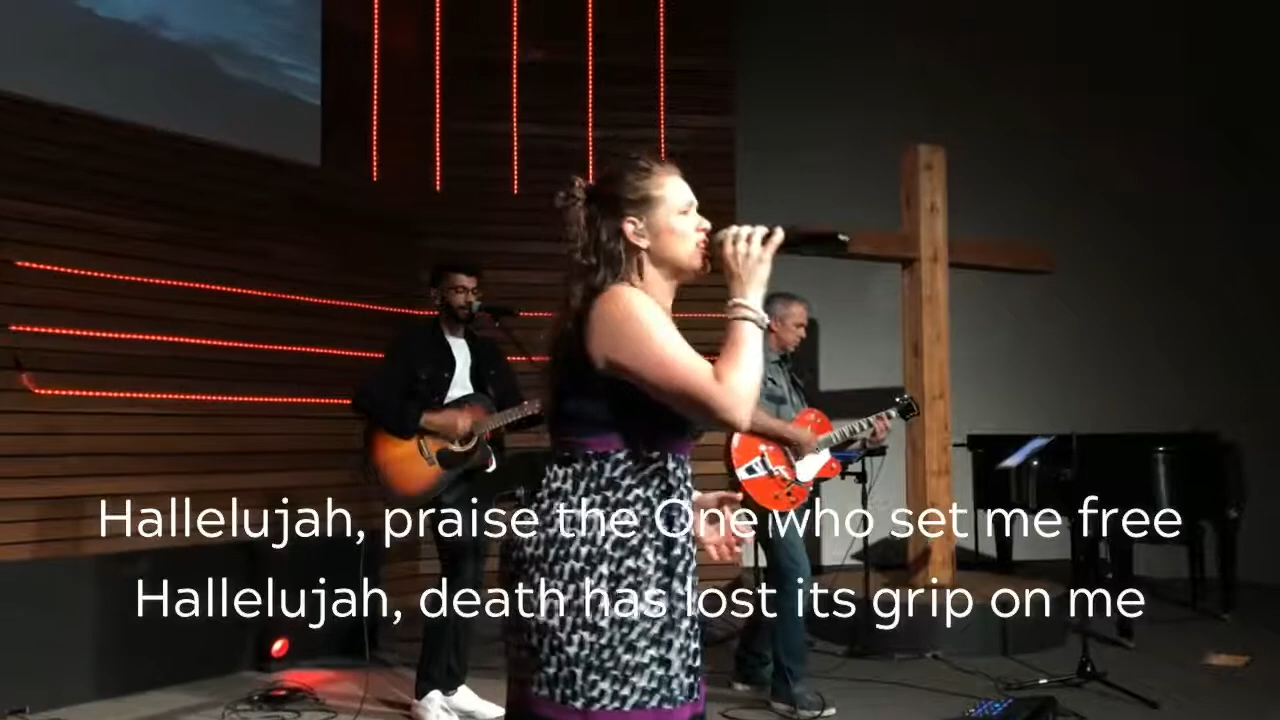 Hallelujah, praise the One who set me free
Hallelujah, death has lost its grip on me